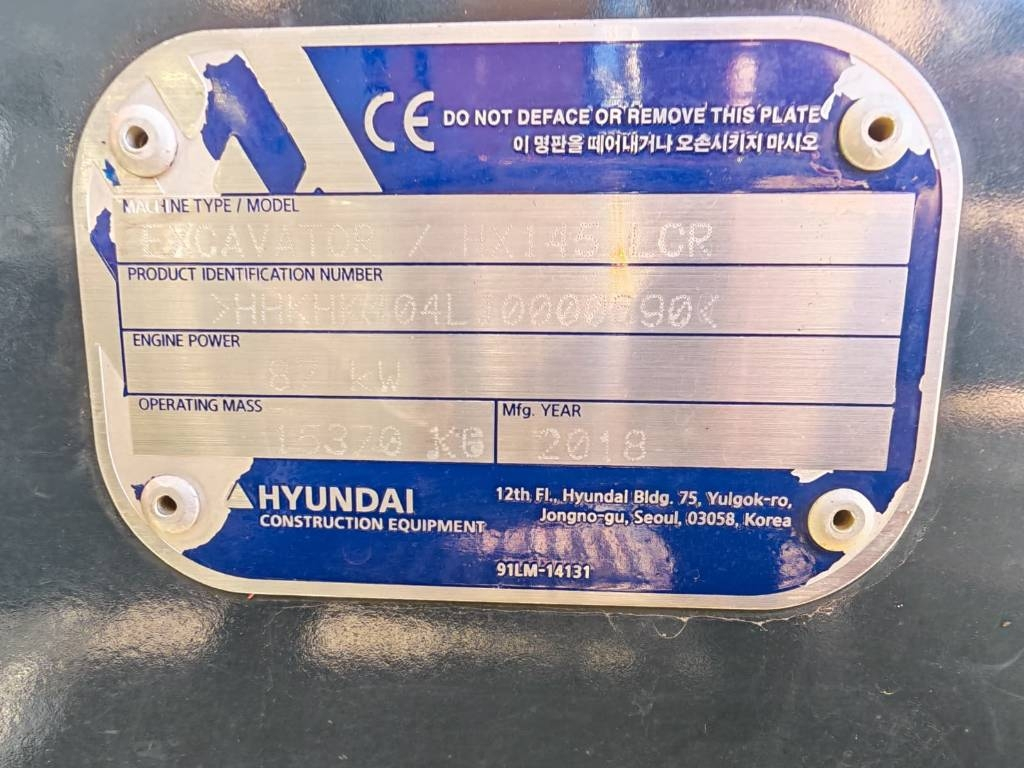 CE DO NOT DEFACE OR REMOVE THIS PLATE
이 명판을 떼어내거나 오손시키지 마시오
MACHINE TYPE / MODEL
EXCAVATOR / HX145 LCR
PRODUCT IDENTIFICATION NUMBER
ENGINE POWER
kW
OPERATING MASS
Mfg. YEAR
15370 KG
2018
HYUNDAI
CONSTRUCTION EQUIPMENT
12th Fl., Hyundai Bldg. 75, Yulgok-ro,
Jongno-gu, Seoul, 03058, Korea
91LM-14131